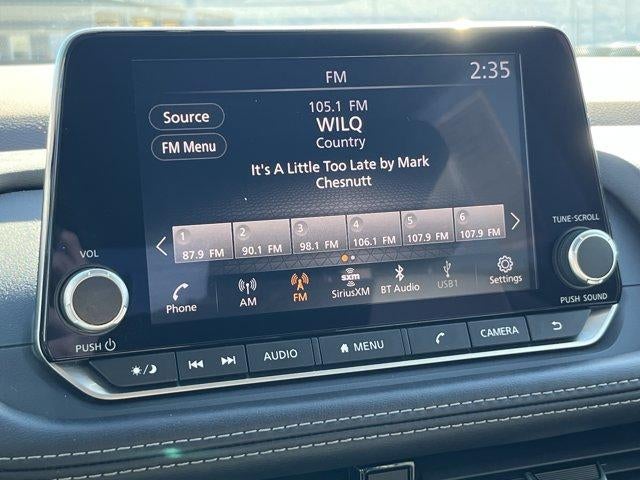 FM
2:35
Source
FM Menu
105.1 FM
WILQ
Country
It's A Little Too Late by Mark
Chesnutt
1
87.9 FM
2
90.1 FM
3
98.1 FM
4
106.1 FM
5
107.9 FM
6
107.9 FM
Phone
AM
FM
sxm
SiriusXM
BT Audio
USB1
Settings
VOL
PUSH
TUNE·SCROLL
PUSH SOUND
AUDIO
MENU
CAMERA